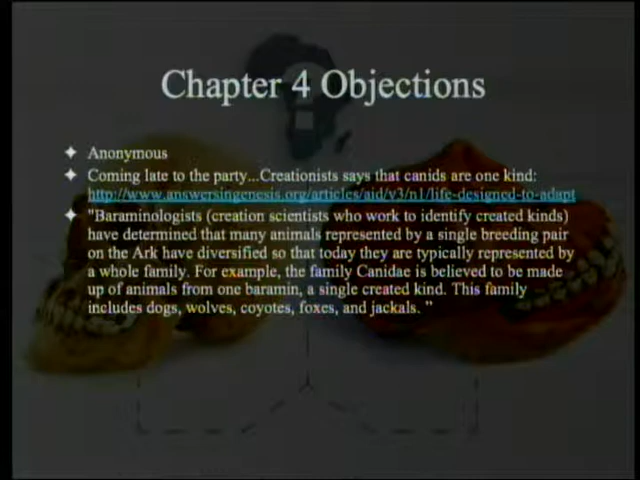 Chapter 4 Objections
Anonymous
Coming late to the party...Creationists says that canids are one kind:
http://www.answersingenesis.org/articles/aid/v3/n1/life-designed-to-adapt
"Baraminologists (creation scientists who work to identify created kinds)
have determined that many animals represented by a single breeding pair
on the Ark have diversified so that today they are typically represented by
a whole family. For example, the family Canidae is believed to be made
up of animals from one baramin, a single created kind. This family
includes dogs, wolves, coyotes, foxes, and jackals. ”